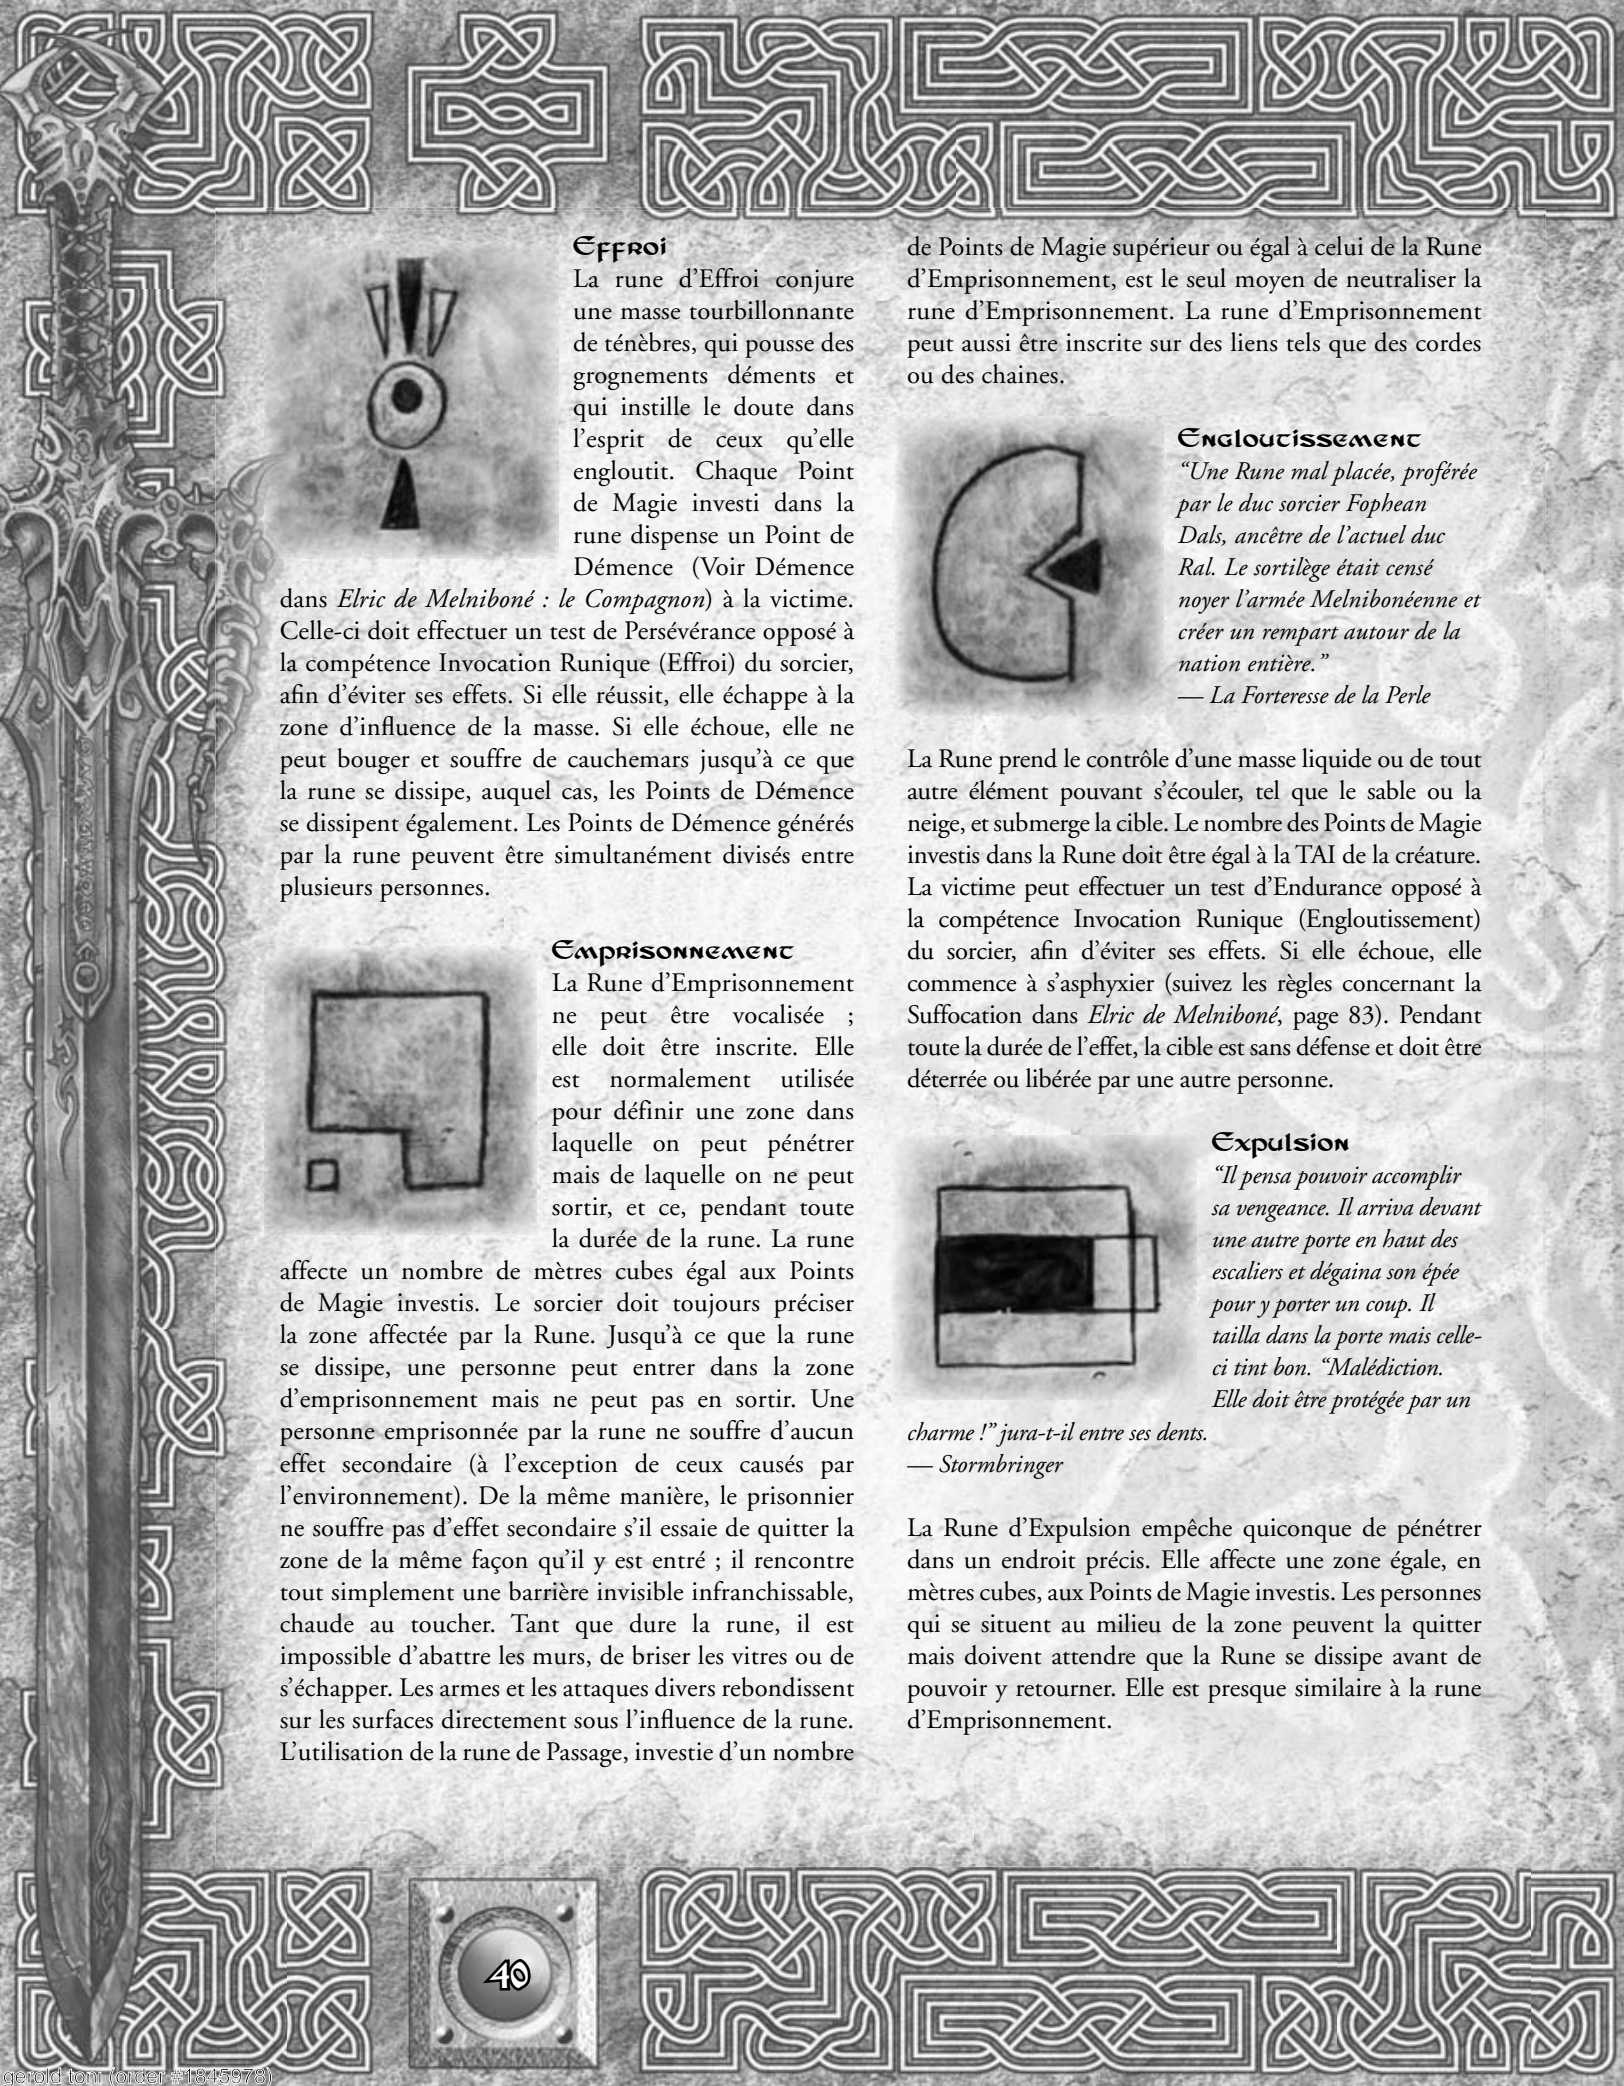 Effroi
La rune d'Effroi conjure
une masse tourbillonnante
de ténèbres, qui pousse des
grognements déments et
qui instille le doute dans
l'esprit de ceux qu'elle
engloutit. Chaque Point
de Magie investi dans la
rune dispense un Point de
Démence (Voir Démence
dans Elric de Melniboné : le Compagnon) à la victime.
Celle-ci doit effectuer un test de Persévérance opposé à
la compétence Invocation Runique (Effroi) du sorcier,
afin d'éviter ses effets. Si elle réussit, elle échappe à la
zone d'influence de la masse. Si elle échoue, elle ne
peut bouger et souffre de cauchemars jusqu'à ce que
la rune se dissipe, auquel cas, les Points de Démence
se dissipent également. Les Points de Démence générés
par la rune peuvent être simultanément divisés entre
plusieurs personnes.
Emprisonnement
La Rune d'Emprisonnement
ne peut être vocalisée ;
elle doit être inscrite. Elle
est normalement utilisée
pour définir une zone dans
laquelle on peut pénétrer
mais de laquelle on ne peut
sortir, et ce, pendant toute
la durée de la rune. La rune
affecte un nombre de mètres cubes égal aux Points
de Magie investis. Le sorcier doit toujours préciser
la zone affectée par la Rune. Jusqu'à ce que la rune
se dissipe, une personne peut entrer dans la zone
d'emprisonnement mais ne peut pas en sortir. Une
personne emprisonnée par la rune ne souffre d'aucun
effet secondaire (à l'exception de ceux causés par
l'environnement). De la même manière, le prisonnier
ne souffre pas d'effet secondaire s'il essaie de quitter la
zone de la même façon qu'il y est entré ; il rencontre
tout simplement une barrière invisible infranchissable,
chaude au toucher. Tant que dure la rune, il est
impossible d'abattre les murs, de briser les vitres ou de
s'échapper. Les armes et les attaques divers rebondissent
sur les surfaces directement sous l'influence de la rune.
L'utilisation de la rune de Passage, investie d'un nombre
de Points de Magie supérieur ou égal à celui de la Rune
d'Emprisonnement, est le seul moyen de neutraliser la
rune d'Emprisonnement. La rune d'Emprisonnement
peut aussi être inscrite sur des liens tels que des cordes
ou des chaines.
Engloutissement
“Une Rune mal placée, proférée
par le duc sorcier Fophean
Dals, ancêtre de l'actuel duc
Ral. Le sortilège était censé
noyer l'armée Melnibonéenne et
créer un rempart autour de la
nation entière.”
— La Forteresse de la Perle
La Rune prend le contrôle d'une masse liquide ou de tout
autre élément pouvant s'écouler, tel que le sable ou la
neige, et submerge la cible. Le nombre des Points de Magie
investis dans la Rune doit être égal à la TAI de la créature.
La victime peut effectuer un test d'Endurance opposé à
la compétence Invocation Runique (Engloutissement)
du sorcier, afin d'éviter ses effets. Si elle échoue, elle
commence à s'asphyxier (suivez les règles concernant la
Suffocation dans Elric de Melniboné, page 83). Pendant
toute la durée de l'effet, la cible est sans défense et doit être
déterrée ou libérée par une autre personne.
Expulsion
“Il pensa pouvoir accomplir
sa vengeance. Il arriva devant
une autre porte en haut des
escaliers et dégaina son épée
pour y porter un coup. Il
tailla dans la porte mais celle-
ci tint bon. “Malédiction.
Elle doit être protégée par un
charme !” jura-t-il entre ses dents.
— Stormbringer
La Rune d'Expulsion empêche quiconque de pénétrer
dans un endroit précis. Elle affecte une zone égale, en
mètres cubes, aux Points de Magie investis. Les personnes
qui se situent au milieu de la zone peuvent la quitter
mais doivent attendre que la Rune se dissipe avant de
pouvoir y retourner. Elle est presque similaire à la rune
d'Emprisonnement.
40
gerold toni (order #1845978)